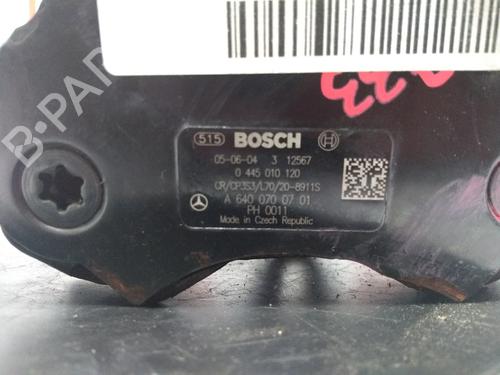 515 BOSCH
05-06-04 3 12567
0 445 010 120
CR/CP3S3/L70/20-8911S
A 640 070 07 01
PH 0011
Made in Czech Republic
B-PARTS